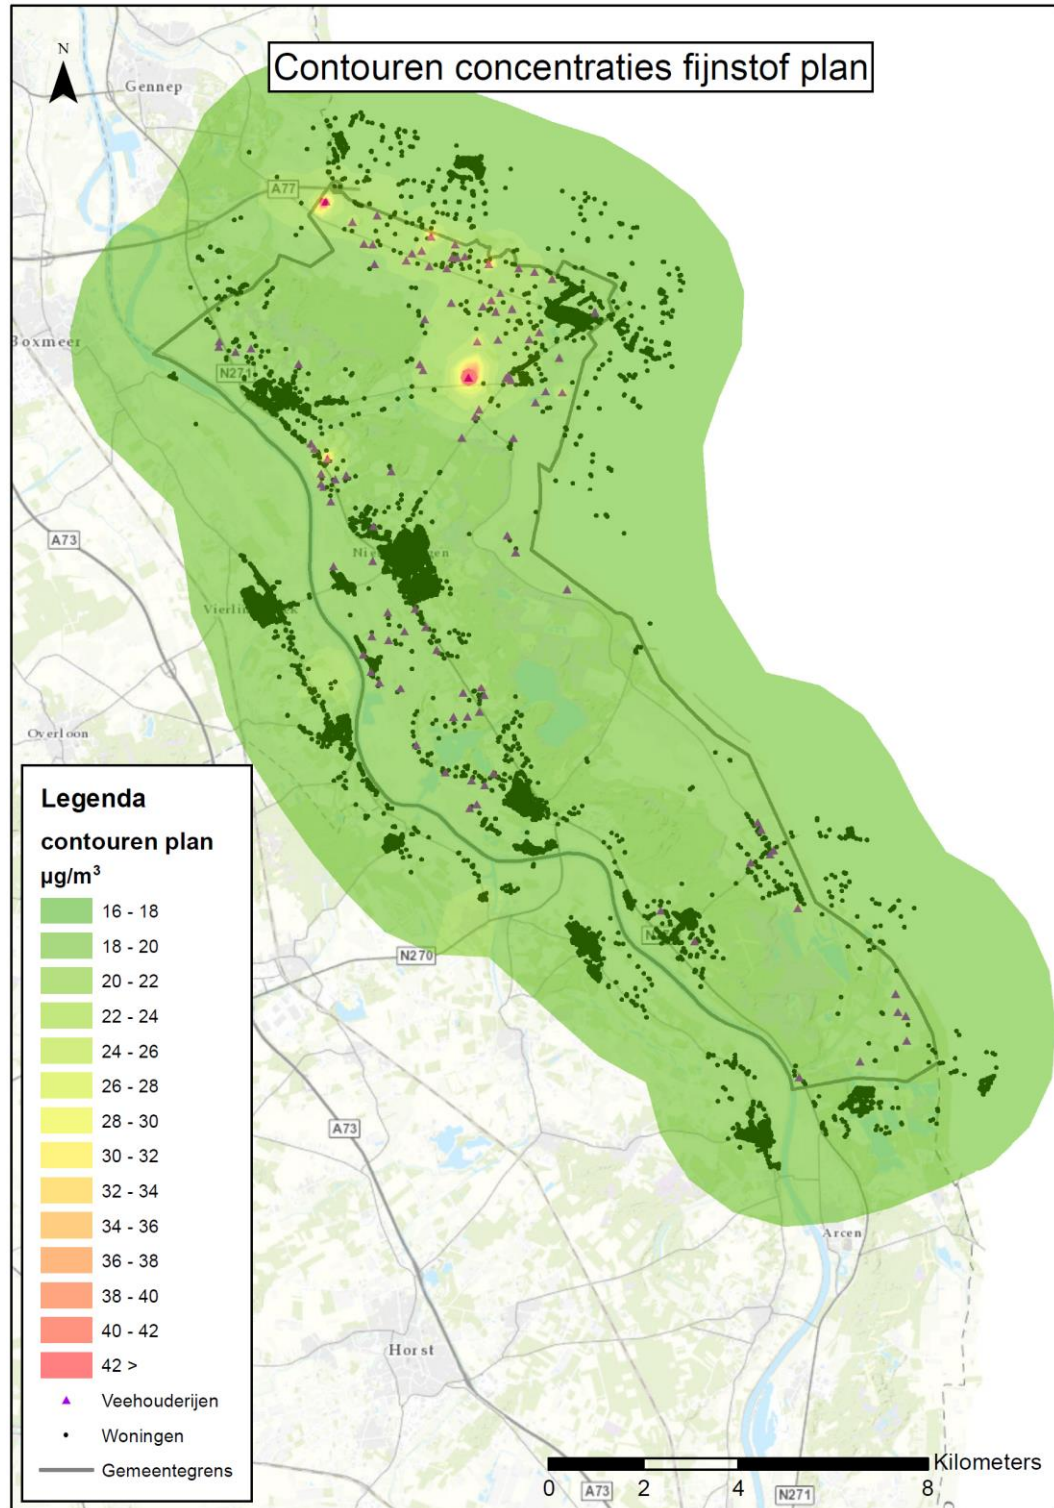 Contouren concentraties fijnstof plan
N
Gennep
A77
Boxmeer
N271
A73
Overloon
N270
A73
Arcen
Horst
A73
N271
Legenda
contouren plan
µg/m³
16 - 18
18 - 20
20 - 22
22 - 24
24 - 26
26 - 28
28 - 30
30 - 32
32 - 34
34 - 36
36 - 38
38 - 40
40 - 42
42 >
Veehouderijen
Woningen
Gemeentegrens
Kilometers
0 2 4 8